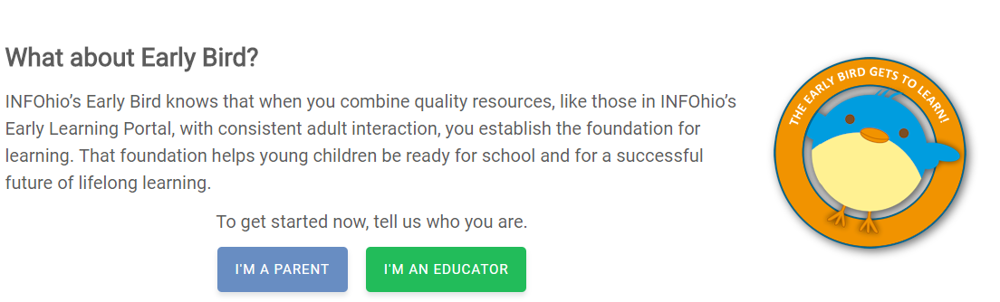 What about Early Bird?
INFOhio’s Early Bird knows that when you combine quality resources, like those in INFOhio’s
Early Learning Portal, with consistent adult interaction, you establish the foundation for
learning. That foundation helps young children be ready for school and for a successful
future of lifelong learning.
To get started now, tell us who you are.
I'M A PARENT
I'M AN EDUCATOR
THE EARLY BIRD GETS TO LEARN!